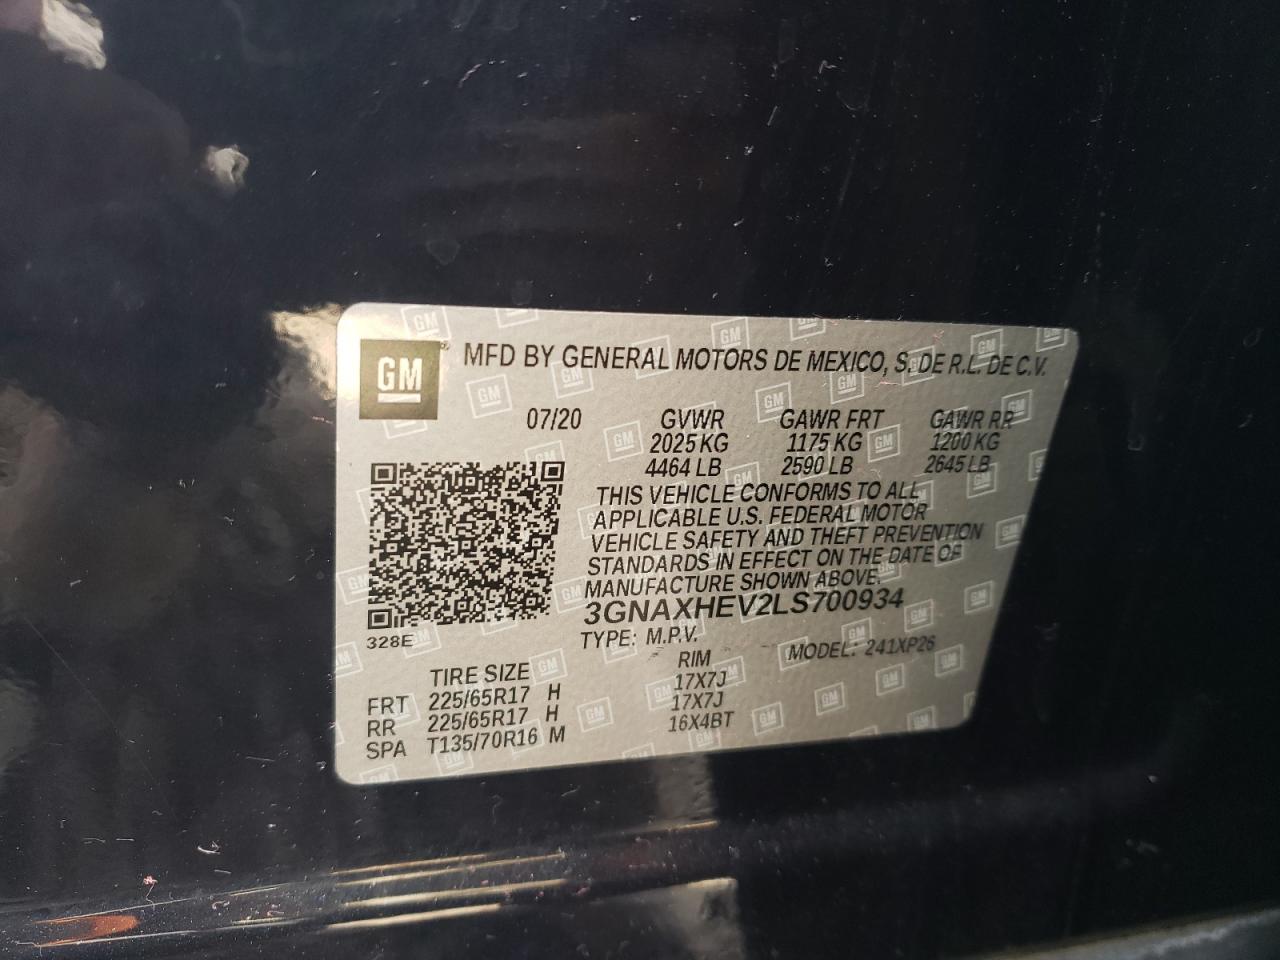 GM MFD BY GENERAL MOTORS DE MEXICO, S. DE R.L. DE C.V.
07/20 GVWR GAWR FRT GAWR RR
2025 KG 1175 KG 1200 KG
4464 LB 2590 LB 2645 LB
THIS VEHICLE CONFORMS TO ALL
APPLICABLE U.S. FEDERAL MOTOR
VEHICLE SAFETY AND THEFT PREVENTION
STANDARDS IN EFFECT ON THE DATE OF
MANUFACTURE SHOWN ABOVE.
3GNAXHEV2LS700934
328E TYPE: M.P.V. MODEL: 241XP26
TIRE SIZE RIM
FRT 225/65R17 H 17X7J
RR 225/65R17 H 17X7J
SPA T135/70R16 M 16X4BT